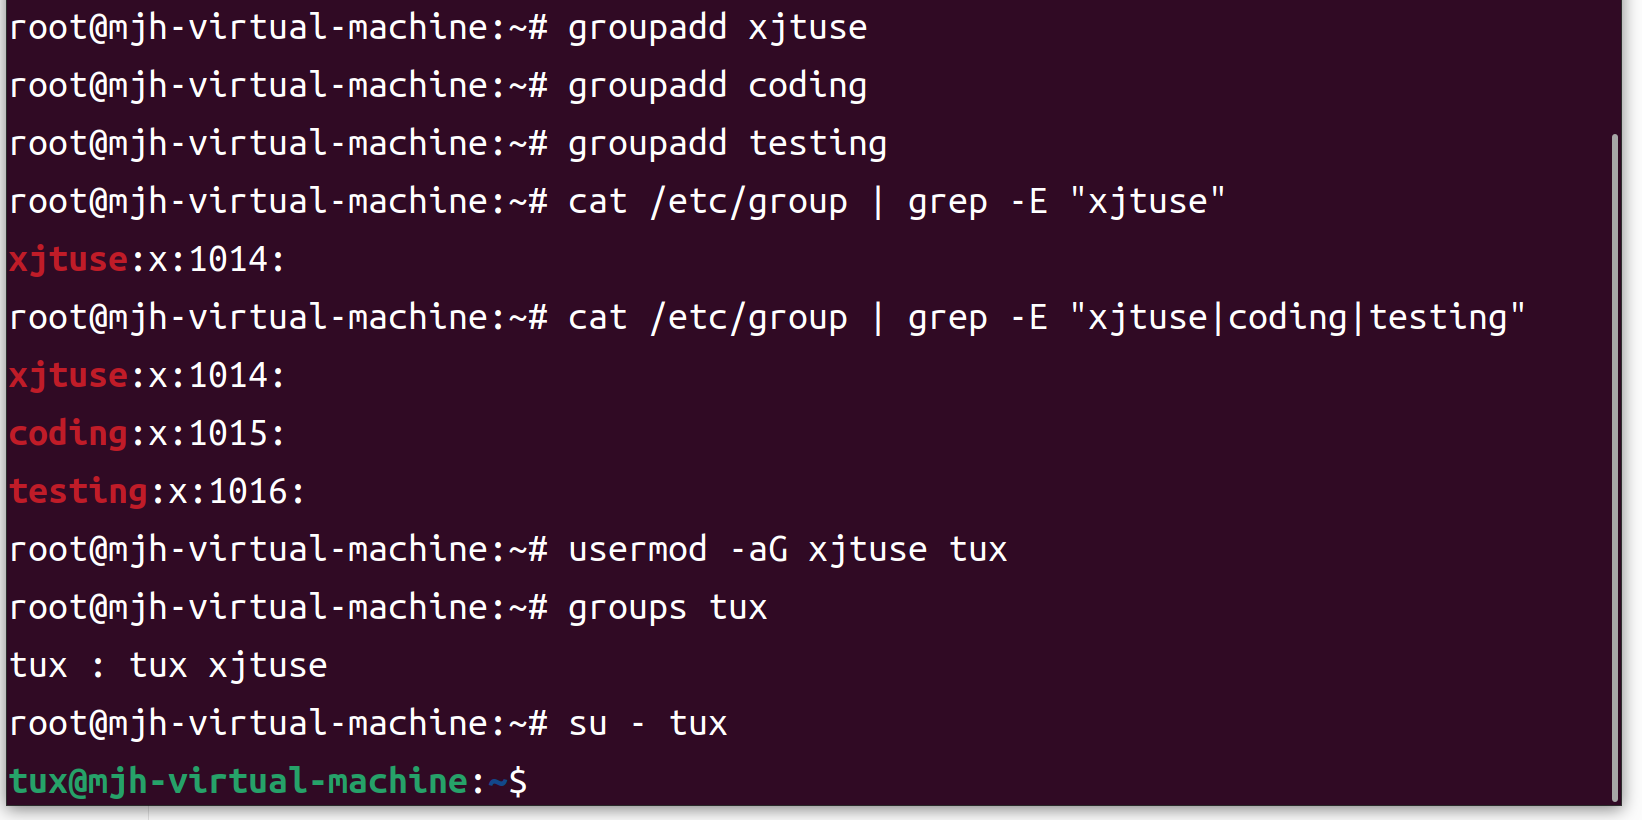 root@mjh-virtual-machine:~# groupadd xjtuse
root@mjh-virtual-machine:~# groupadd coding
root@mjh-virtual-machine:~# groupadd testing
root@mjh-virtual-machine:~# cat /etc/group | grep -E "xjtuse"
xjtuse:x:1014:
root@mjh-virtual-machine:~# cat /etc/group | grep -E "xjtuse|coding|testing"
xjtuse:x:1014:
coding:x:1015:
testing:x:1016:
root@mjh-virtual-machine:~# usermod -aG xjtuse tux
root@mjh-virtual-machine:~# groups tux
tux : tux xjtuse
root@mjh-virtual-machine:~# su - tux
tux@mjh-virtual-machine:~$